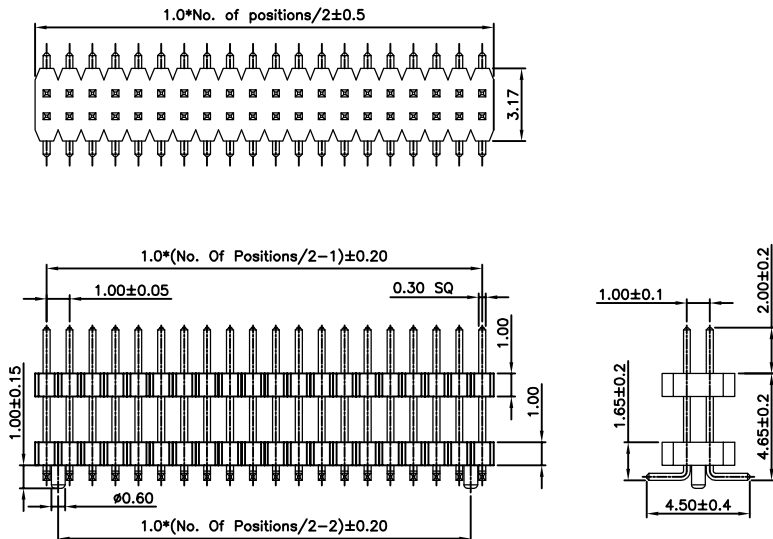 1.0*No. of positions/2±0.5
3.17
1.0*(No. Of Positions/2-1)±0.20
1.00±0.05
0.30 SQ
1.00
1.00±0.15
1.00
ø0.60
1.0*(No. Of Positions/2-2)±0.20
1.00±0.1
2.00±0.2
1.65±0.2
4.65±0.2
4.50±0.4